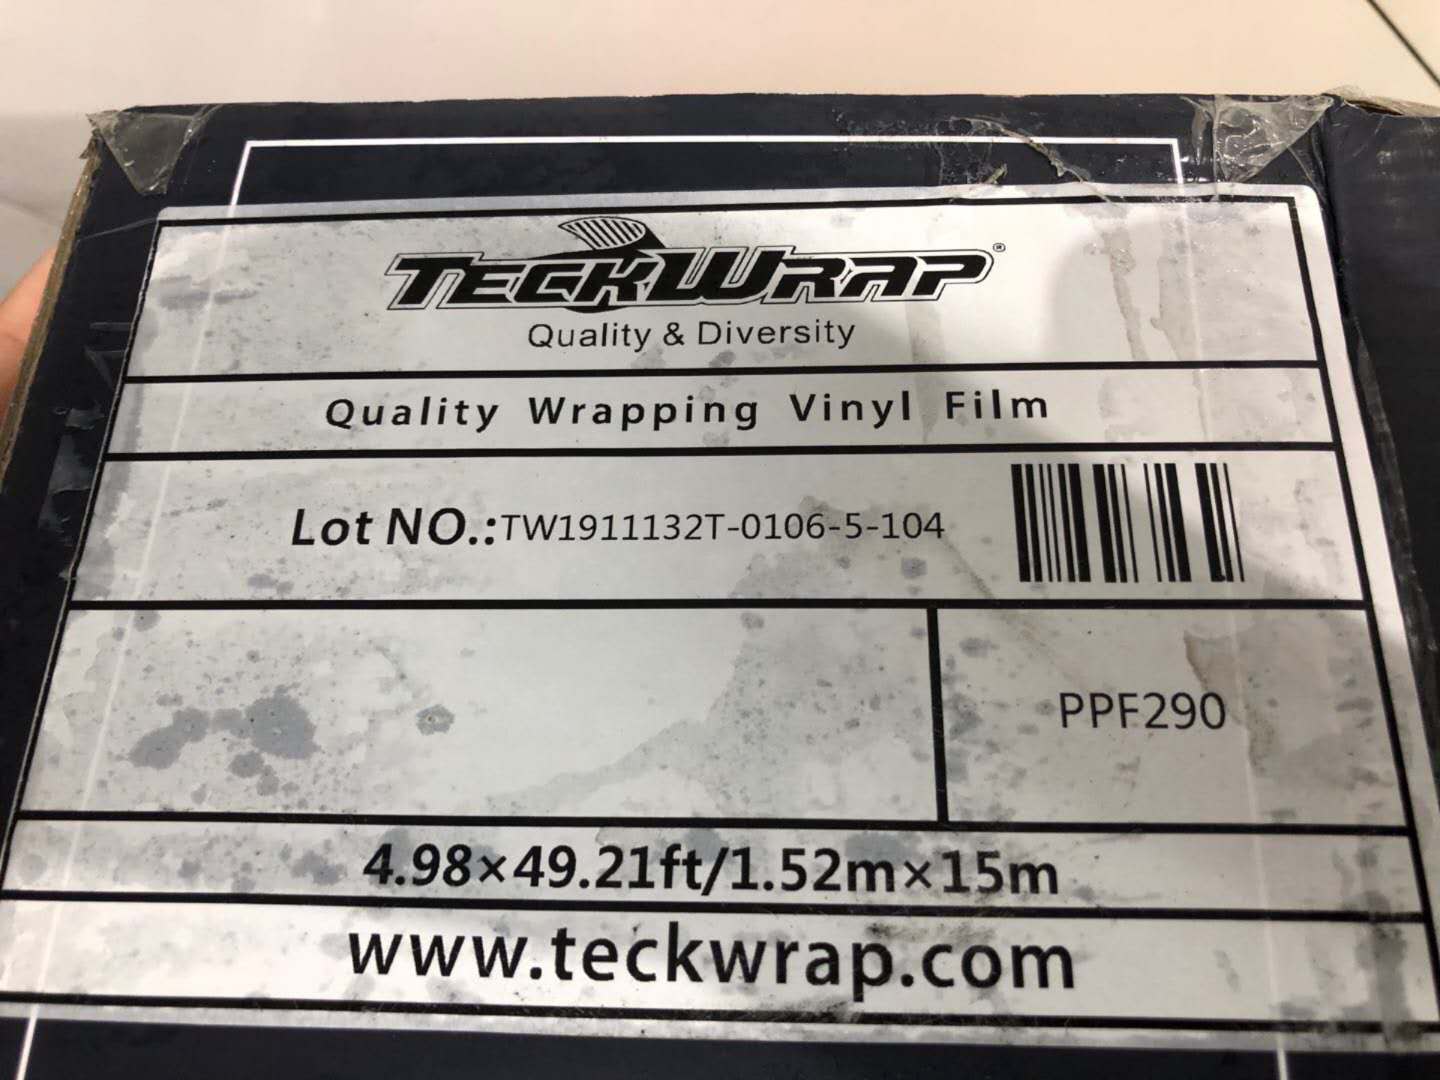 TECKWRAP®
Quality & Diversity
Quality Wrapping Vinyl Film
Lot NO.:TW1911132T-0106-5-104
PPF290
4.98×49.21ft/1.52m×15m
www.teckwrap.com